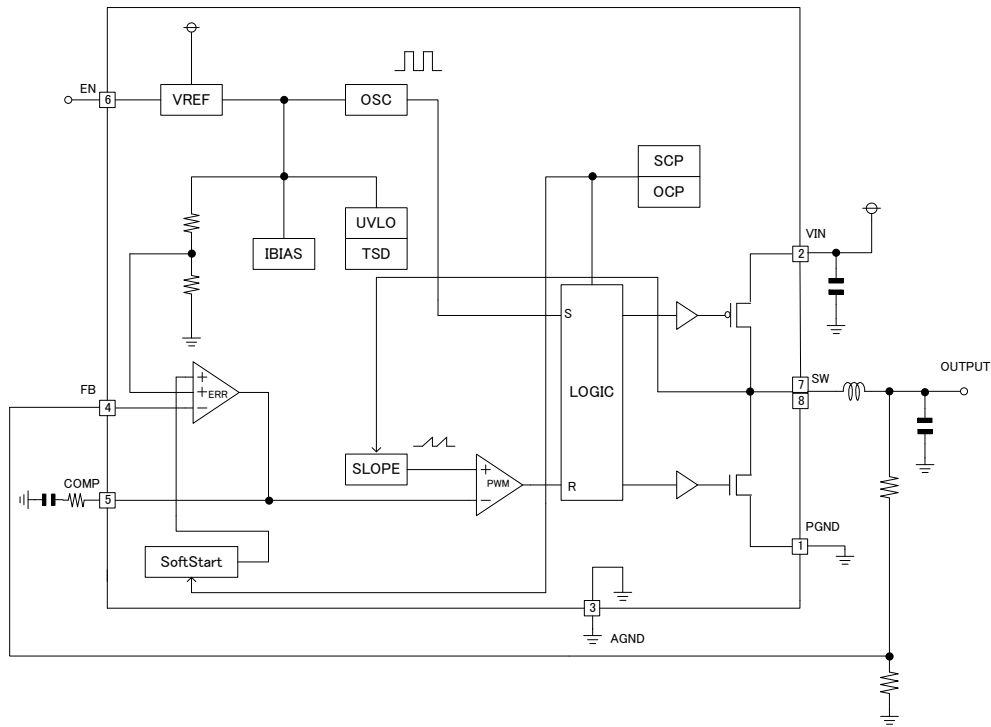 EN
6
VREF
OSC
SCP
OCP
UVLO
TSD
IBIAS
VIN
2
S
LOGIC
R
SW
7
8
OUTPUT
FB
4
+
+
−
ERR
SLOPE
+
−
PWM
COMP
5
PGND
1
SoftStart
3
AGND